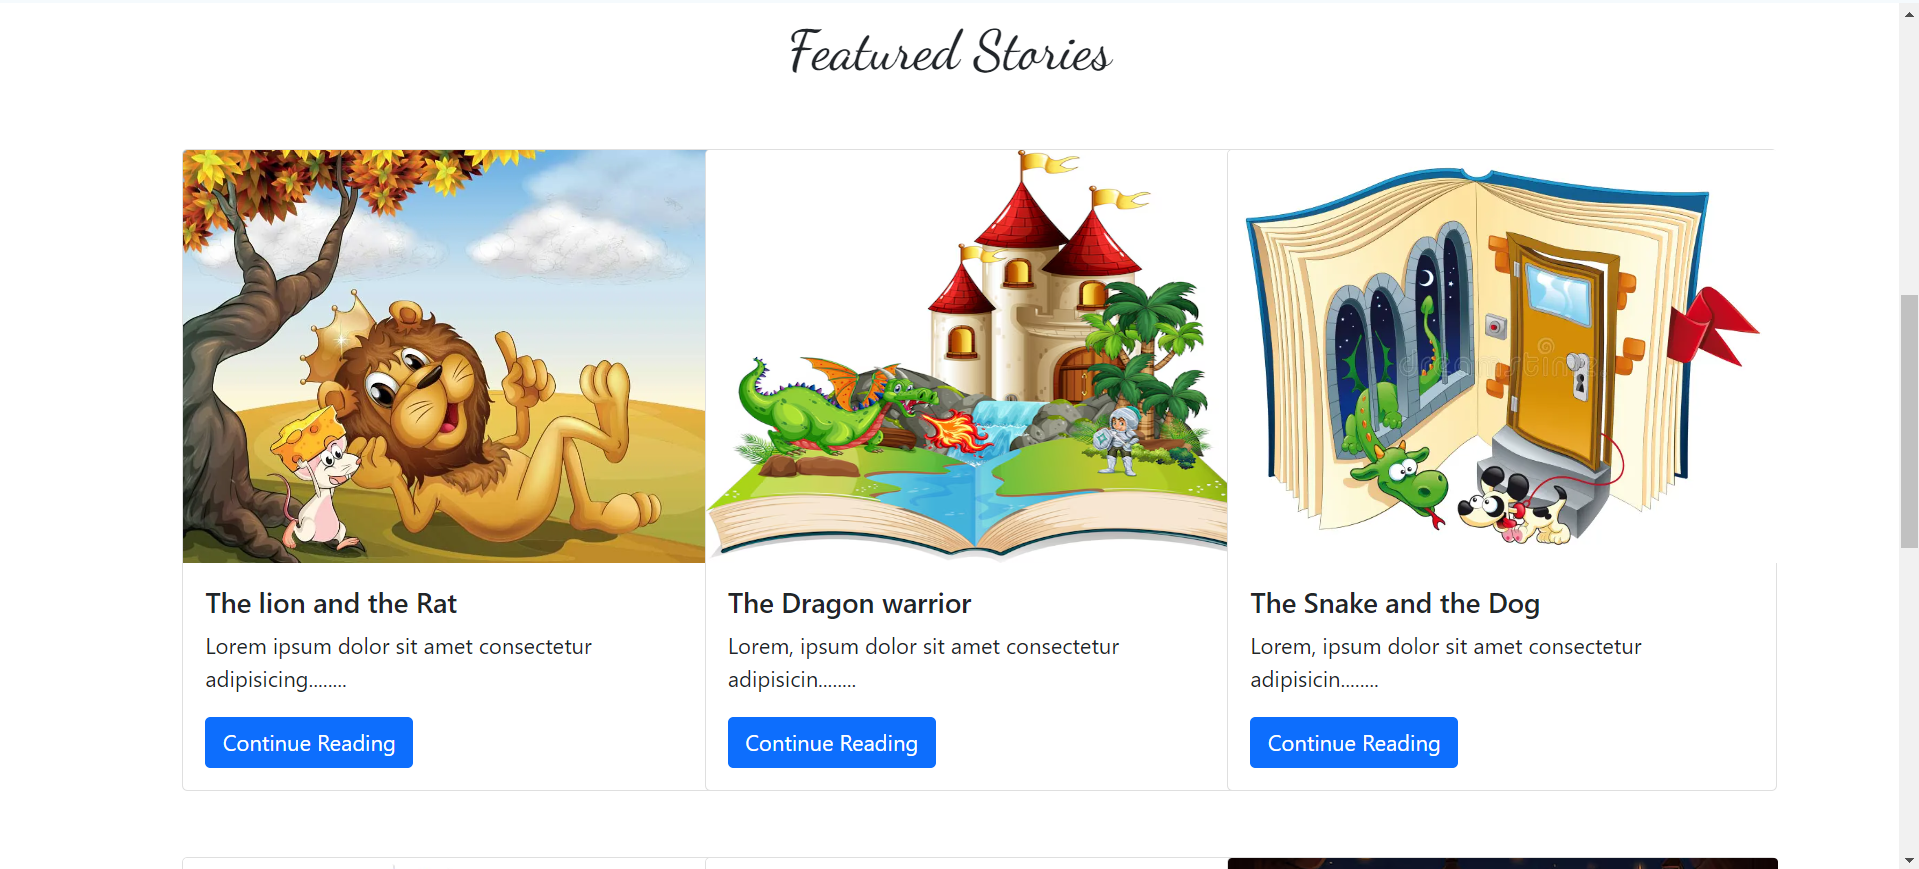 Featured Stories
The lion and the Rat
Lorem ipsum dolor sit amet consectetur
adipisicing........
Continue Reading
The Dragon warrior
Lorem, ipsum dolor sit amet consectetur
adipisicin........
Continue Reading
dreamstime
The Snake and the Dog
Lorem, ipsum dolor sit amet consectetur
adipisicin........
Continue Reading